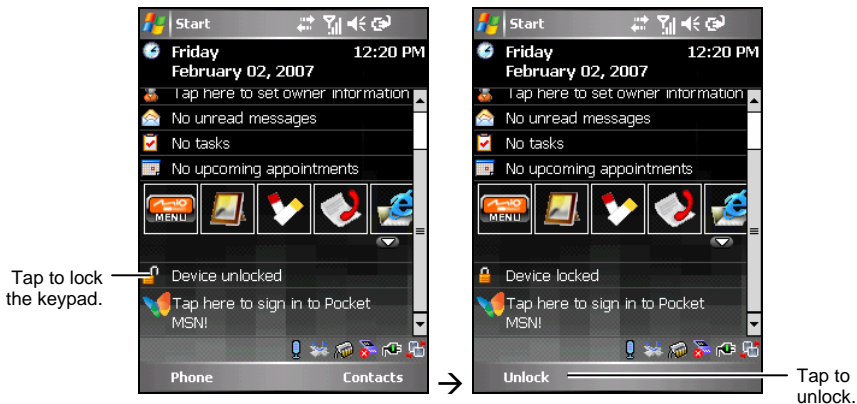 Start
Friday 12:20 PM
February 02, 2007
Tap here to set owner information
No unread messages
No tasks
No upcoming appointments
Mio
MENU
Device unlocked
Tap here to sign in to Pocket
MSN!
Phone Contacts
Tap to lock
the keypad.
→
Start
Friday 12:20 PM
February 02, 2007
Tap here to set owner information
No unread messages
No tasks
No upcoming appointments
Mio
MENU
Device locked
Tap here to sign in to Pocket
MSN!
Unlock
Tap to
unlock.